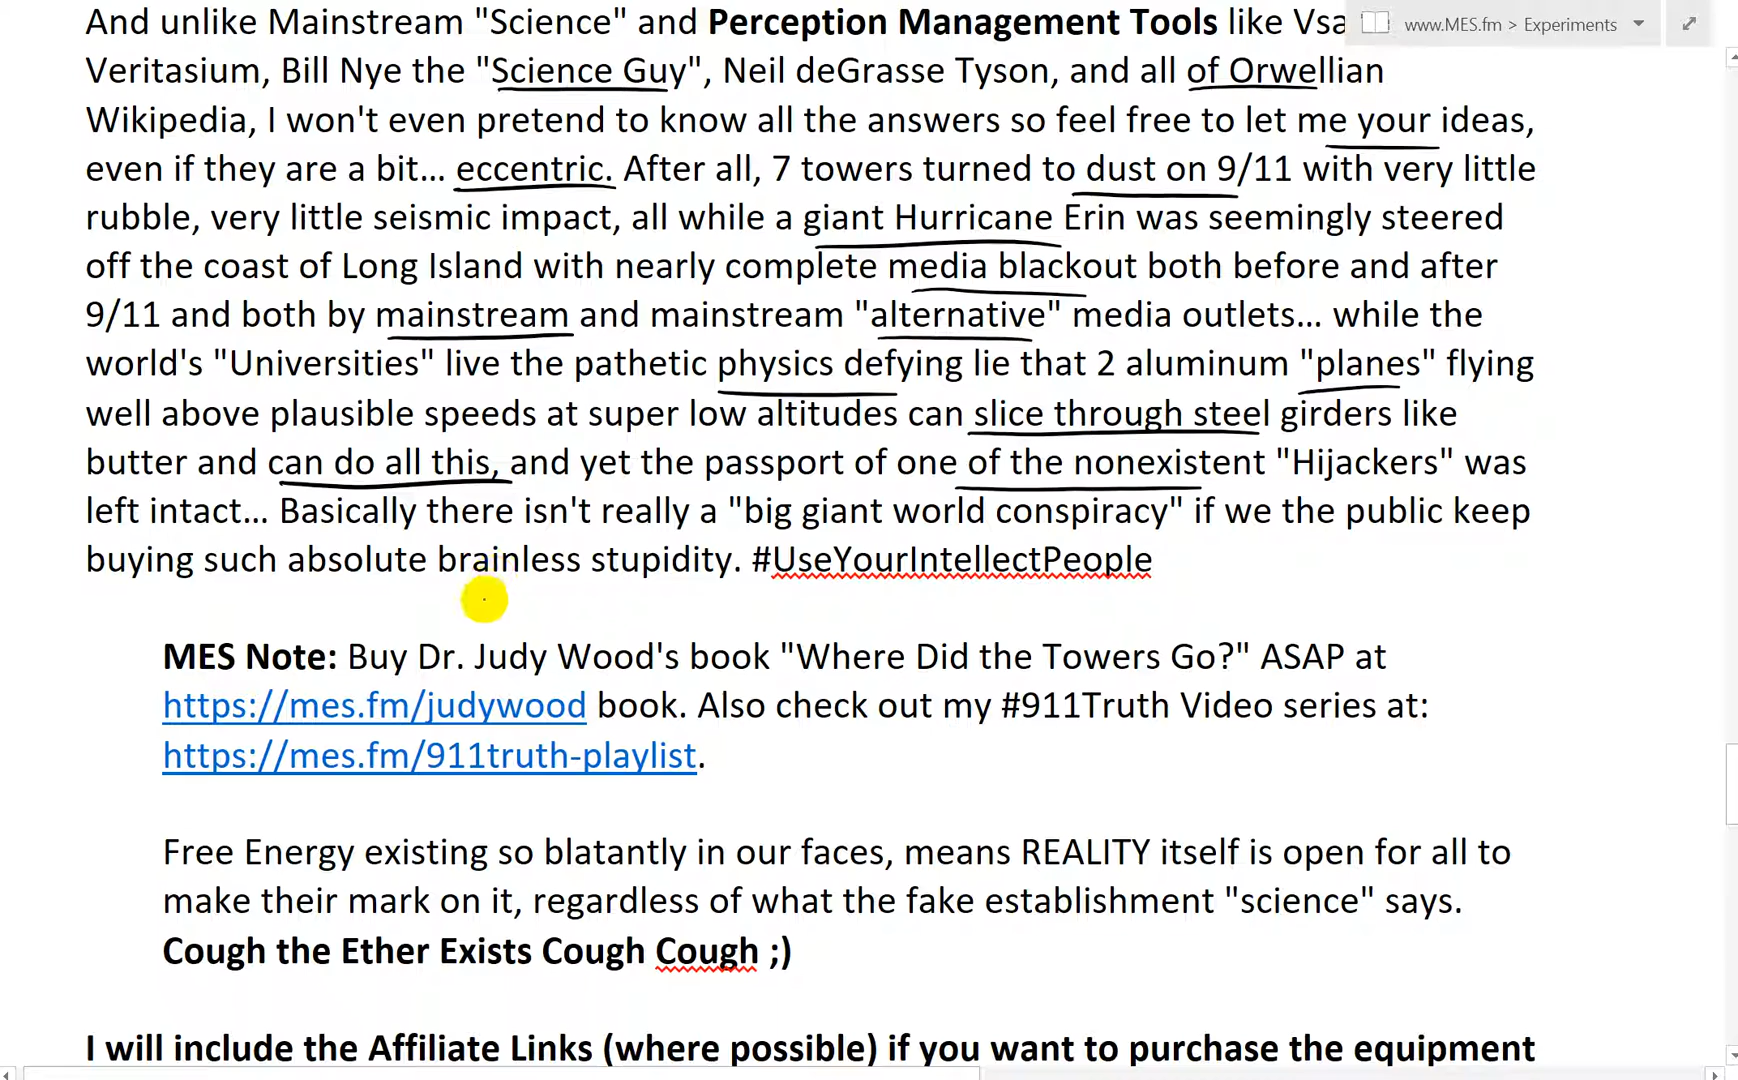 And unlike Mainstream "Science" and Perception Management Tools like
www.MES.fm > Experiments
Veritasium, Bill Nye the "Science Guy", Neil deGrasse Tyson, and all of Orwellian
Wikipedia, I won't even pretend to know all the answers so feel free to let me your ideas,
even if they are a bit... eccentric. After all, 7 towers turned to dust on 9/11 with very little
rubble, very little seismic impact, all while a giant Hurricane Erin was seemingly steered
off the coast of Long Island with nearly complete media blackout both before and after
9/11 and both by mainstream and mainstream "alternative" media outlets... while the
world's "Universities" live the pathetic physics defying lie that 2 aluminum "planes" flying
well above plausible speeds at super low altitudes can slice through steel girders like
butter and can do all this, and yet the passport of one of the nonexistent "Hijackers" was
left intact... Basically there isn't really a "big giant world conspiracy" if we the public keep
buying such absolute brainless stupidity. #UseYourIntellectPeople
MES Note: Buy Dr. Judy Wood's book "Where Did the Towers Go?" ASAP at
https://mes.fm/judywood book. Also check out my #911Truth Video series at:
https://mes.fm/911truth-playlist.
Free Energy existing so blatantly in our faces, means REALITY itself is open for all to
make their mark on it, regardless of what the fake establishment "science" says.
Cough the Ether Exists Cough Cough ;)
I will include the Affiliate Links (where possible) if you want to purchase the equipment